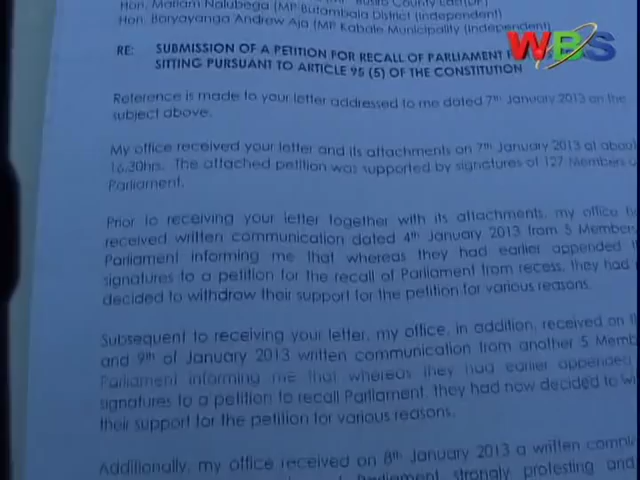 Busiro County East(DP)
Hon. Mariam Nalubega (MP Butambala District (Independent)
Hon. Baryayanga Andrew Aja (MP Kabale Municipality (Independent)
WBS
RE: SUBMISSION OF A PETITION FOR RECALL OF PARLIAMENT
SITTING PURSUANT TO ARTICLE 95 (5) OF THE CONSTITUTION
Reference is made to your letter addressed to me dated 7th January 2013 on the
subject above.
My office received your letter and its attachments on 7th January 2013 at about
16.30hrs. The attached petition was supported by signatures of 127 Members
Parliament.
Prior to receiving your letter together with its attachments, my office
received written communication dated 4th January 2013 from 5 Members
Parliament informing me that whereas they had earlier appended
signatures to a petition for the recall of Parliament from recess, they had
decided to withdraw their support for the petition for various reasons.
Subsequent to receiving your letter, my office, in addition, received on
and 9th of January 2013 written communication from another 5 Memb
Parliament informing me that whereas they had earlier appended
signatures to a petition to recall Parliament, they had now decided to wi
their support for the petition for various reasons.
Additionally, my office received on 8th January 2013 a written compl
Parliament strongly protesting and